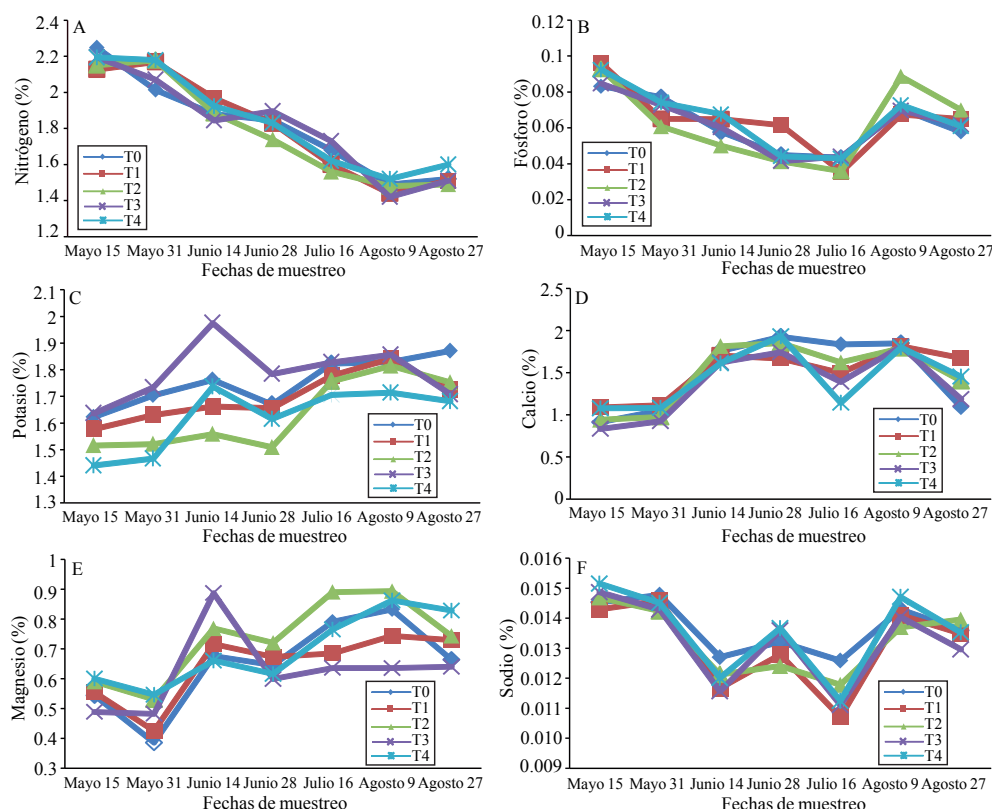 A
Nitrógeno (%)
2.4
2.2
2
1.8
1.6
1.4
1.2
T0
T1
T2
T3
T4
Mayo 15 Mayo 31 Junio 14 Junio 28 Julio 16 Agosto 9 Agosto 27
Fechas de muestreo
B
Fósforo (%)
0.12
0.1
0.08
0.06
0.04
0.02
0
T0
T1
T2
T3
T4
Mayo 15 Mayo 31 Junio 14 Junio 28 Julio 16 Agosto 9 Agosto 27
Fechas de muestreo
C
Potasio (%)
2.1
2.0
1.9
1.8
1.7
1.6
1.5
1.4
1.3
T0
T1
T2
T3
T4
Mayo 15 Mayo 31 Junio 14 Junio 28 Julio 16 Agosto 9 Agosto 27
Fechas de muestreo
D
Calcio (%)
2.5
2
1.5
1
0.5
0
T0
T1
T2
T3
T4
Mayo 15 Mayo 31 Junio 14 Junio 28 Julio 16 Agosto 9 Agosto 27
Fechas de muestreo
E
Magnesio (%)
1
0.9
0.8
0.7
0.6
0.5
0.4
0.3
T0
T1
T2
T3
T4
Mayo 15 Mayo 31 Junio 14 Junio 28 Julio 16 Agosto 9 Agosto 27
Fechas de muestreo
F
Sodio (%)
0.016
0.015
0.014
0.013
0.012
0.011
0.010
0.009
T0
T1
T2
T3
T4
Mayo 15 Mayo 31 Junio 14 Junio 28 Julio 16 Agosto 9 Agosto 27
Fechas de muestreo